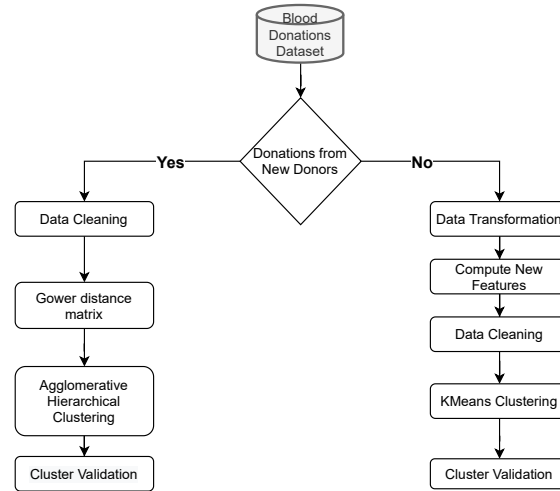 Blood
Donations
Dataset
Donations from
New Donors
Yes
No
Data Cleaning
Gower distance
matrix
Agglomerative
Hierarchical
Clustering
Cluster Validation
Data Transformation
Compute New
Features
Data Cleaning
KMeans Clustering
Cluster Validation